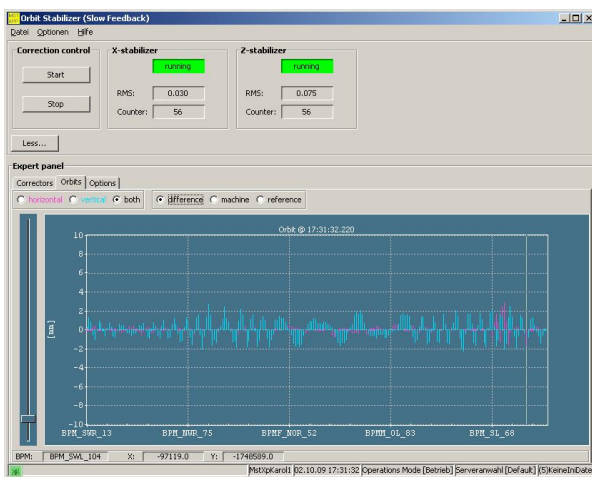 Orbit Stabilizer (Slow Feedback)
Datei Optionen Hilfe
Correction control X-stabilizer Z-stabilizer
running running
Start
RMS: 0.030 RMS: 0.075
Stop
Counter: 56 Counter: 56
Less...
Expert panel
Correctors Orbits Options
horizontal vertical both difference machine reference
Orbit @ 17:31:32.220
10
8
6
4
2
0
[mm]
-2
-4
-6
-8
-10
BPM_SWR_13 BPM_NWR_75 BPMF_NOR_52 BPMM_OL_83 BPM_SL_68
BPM: BPM_SWL_104 X: -97119.0 Y: -1748589.0
MstXpKarol1 02.10.09 17:31:32 Operations Mode [Betrieb] Serveranwahl [Default] (5)KeineIniDate